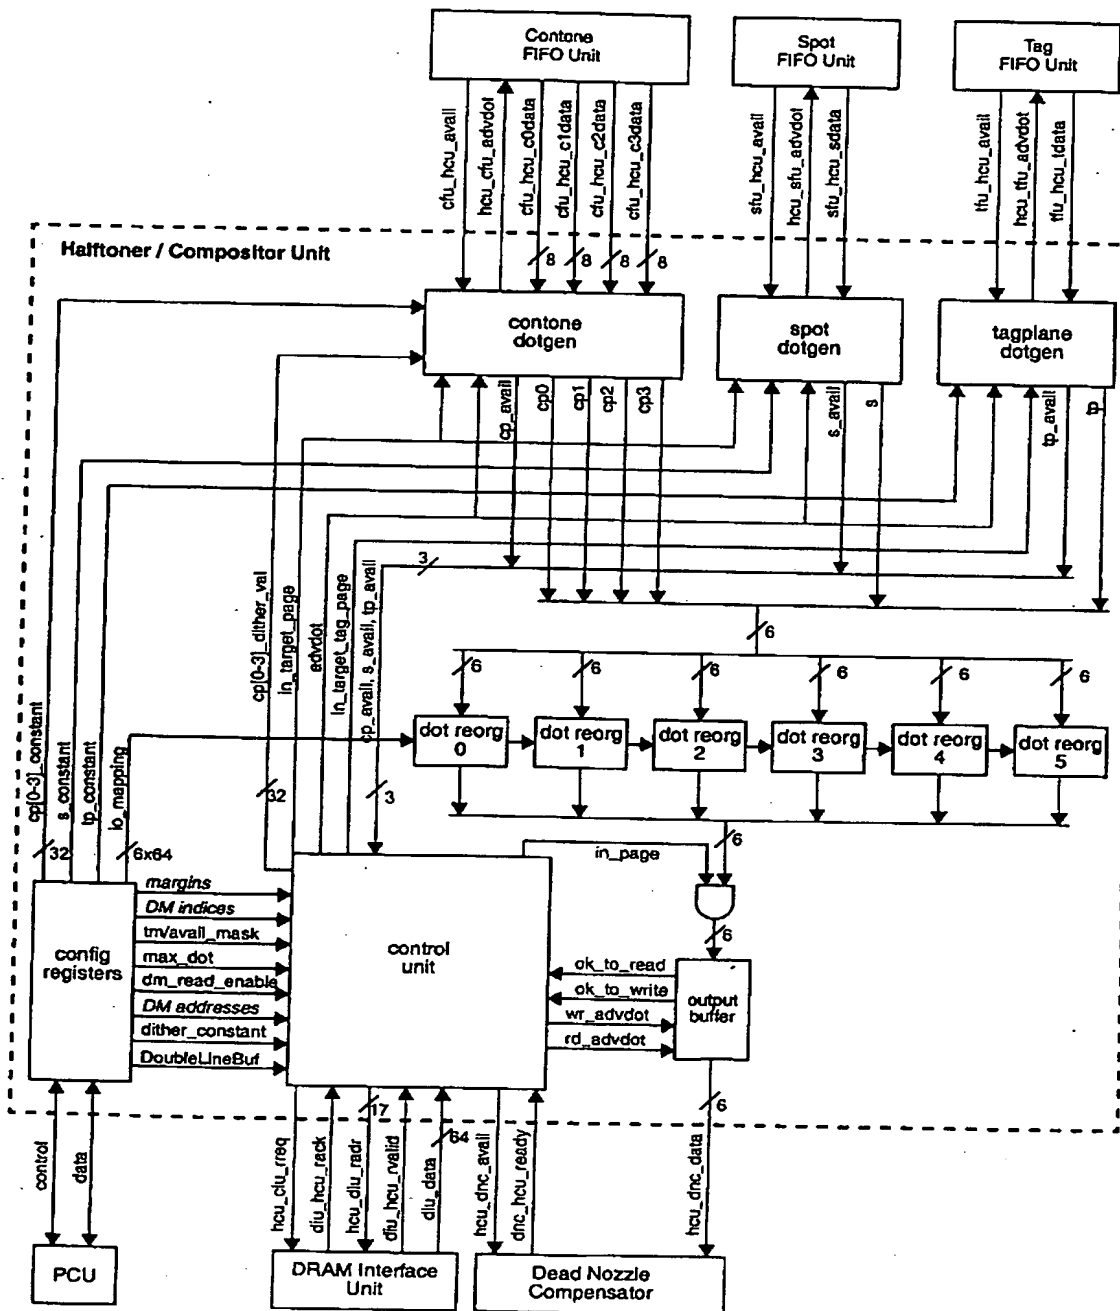 Contone
FIFO Unit
Spot
FIFO Unit
Tag
FIFO Unit
cfu_hcu_avail
hcu_cfu_advdot
cfu_hcu_c0data
cfu_hcu_c1data
cfu_hcu_c2data
cfu_hcu_c3data
sfu_hcu_avail
hcu_sfu_advdot
sfu_hcu_sdata
tfu_hcu_avail
hcu_tfu_advdot
tfu_hcu_tdata
Halftoner / Compositor Unit
8
8
8
8
contone
dotgen
spot
dotgen
tagplane
dotgen
cp_avail
cp0
cp1
cp2
cp3
s_avail
s
tp_avail
tp
3
6
cp[0-3]_dither_val
in_target_page
advdot
in_target_tag_page
cp_avail, s_avail, tp_avail
6
6
6
6
6
6
dot reorg
0
dot reorg
1
dot reorg
2
dot reorg
3
dot reorg
4
dot reorg
5
cp[0-3]_constant
s_constant
tp_constant
io_mapping
32
3
32
6x64
in_page
6
6
config
registers
margins
DM indices
tm/avail_mask
max_dot
dm_read_enable
DM addresses
dither_constant
DoubleLineBuf
control
unit
ok_to_read
ok_to_write
wr_advdot
rd_advdot
output
buffer
17
64
6
control
data
hcu_diu_rreq
diu_hcu_rack
hcu_diu_radr
diu_hcu_rvalid
diu_data
hcu_dnc_avail
dnc_hcu_ready
hcu_dnc_data
PCU
DRAM Interface
Unit
Dead Nozzle
Compensator